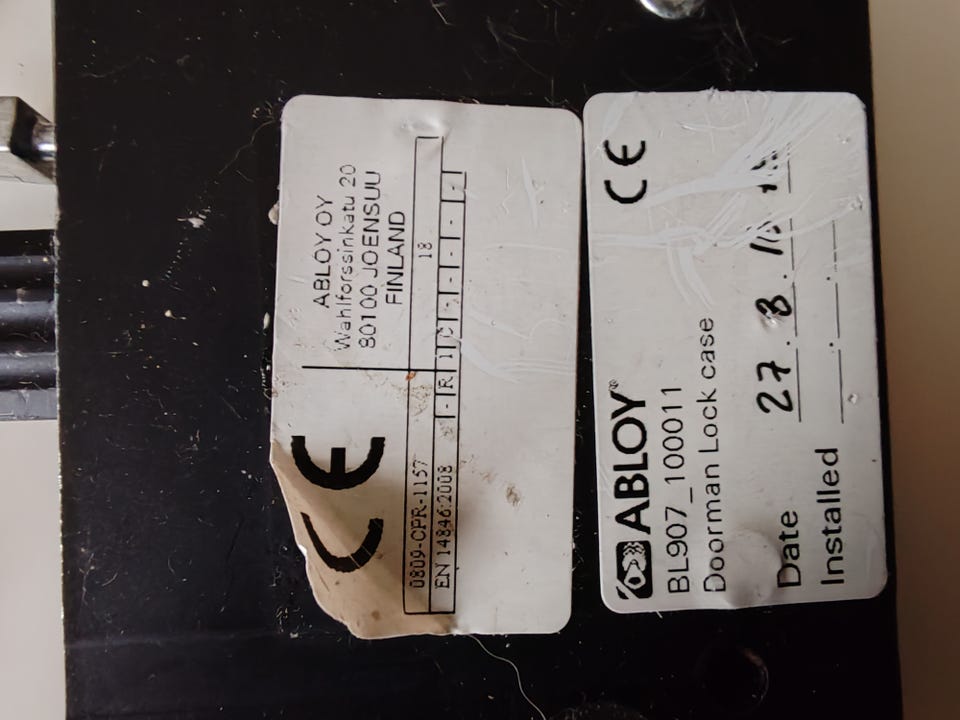 CE
ABLOY OY
Wahlforssinkatu 20
80100 JOENSUU
FINLAND
0809-CPR-1157 18
EN 14846:2008 - R 1 - - - - -
ABLOY CE
BL907_100011
Doorman Lock case
Date 27.8.
Installed